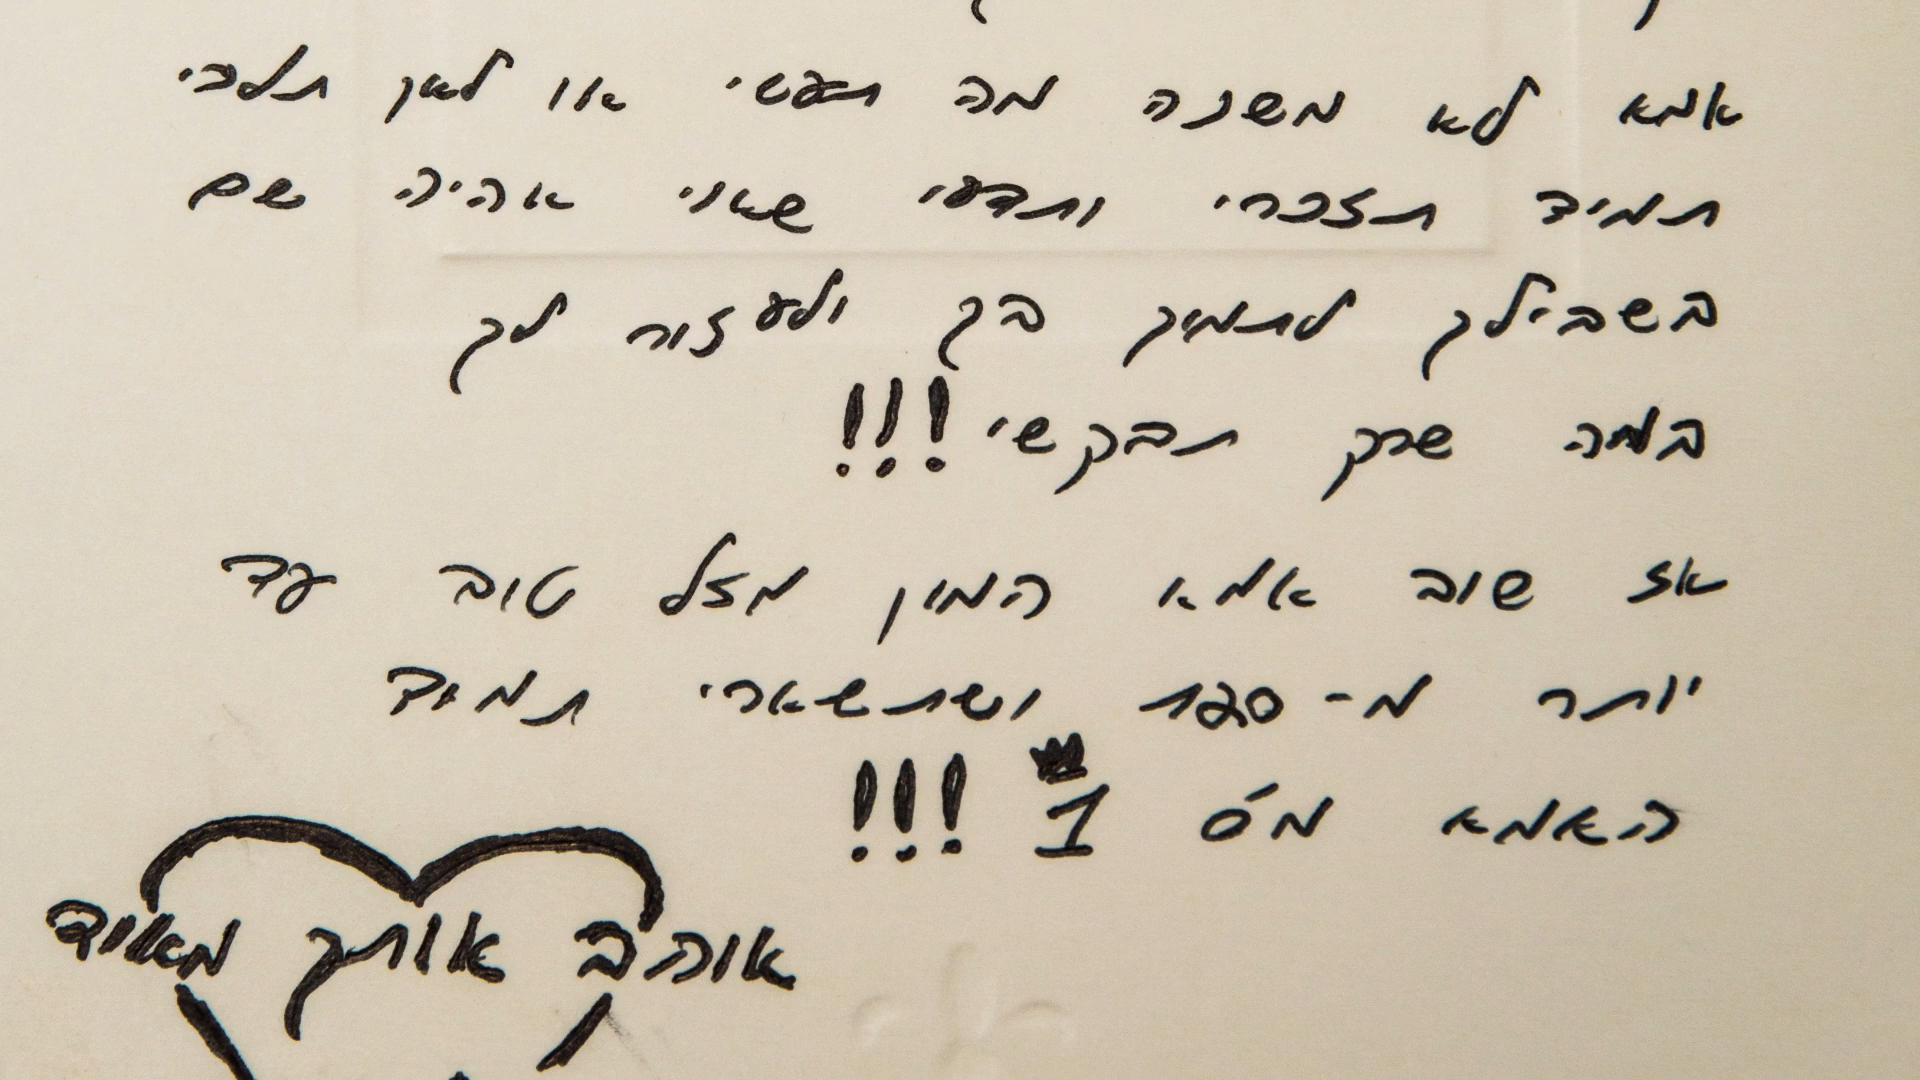 אמא לא משנה מה תעשי או לאן תלכי
תמיד תזכרי ותדעי שאני אהיה שם
בשבילך לתמיך בך ולעזור לך
במה שרק תבקשי!!!
אז שוב אמא המון מזל טוב עד
יותר מ- 120 ושתשארי תמיד
האמא מס' 1 !!!
אוהב אותך מאוד